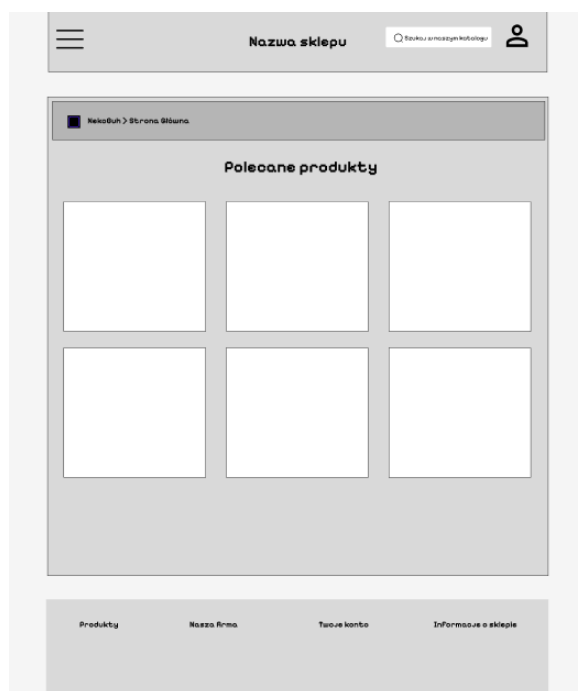 Nazwa sklepu
Szukaj w naszym katalogu
NekoBuh > Strona Główna
Polecane produkty
Produkty
Nasza firma
Twoje konto
Informacje o sklepie